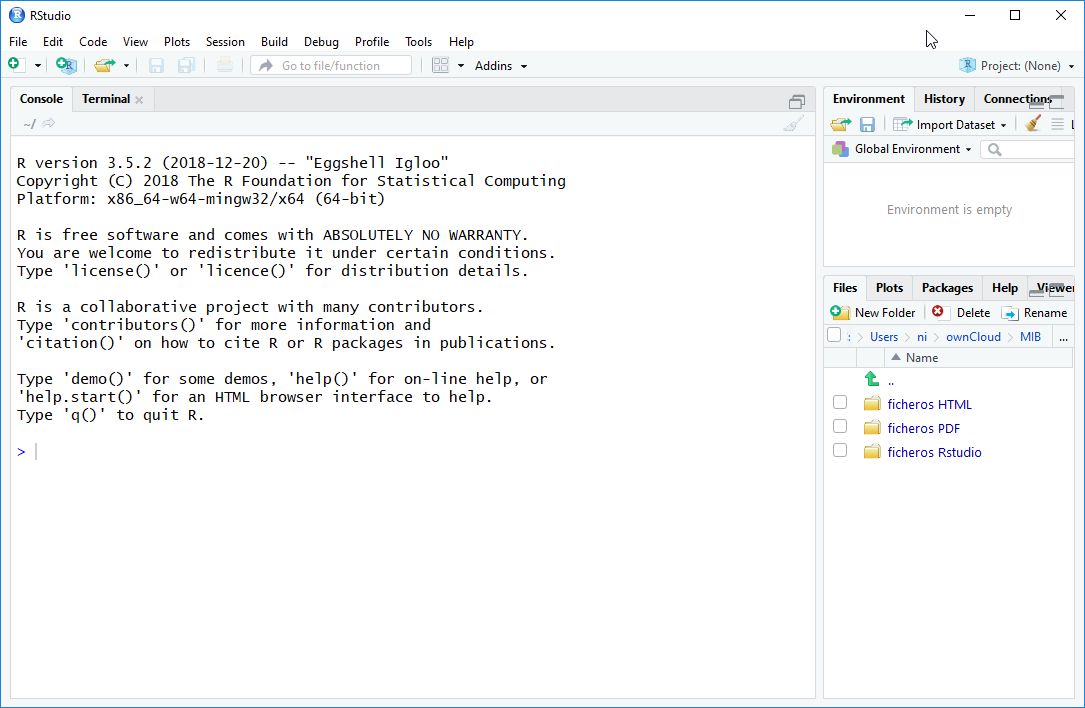 RStudio
File Edit Code View Plots Session Build Debug Profile Tools Help
Go to file/function Addins Project: (None)
Console Terminal
~/
R version 3.5.2 (2018-12-20) -- "Eggshell Igloo"
Copyright (C) 2018 The R Foundation for Statistical Computing
Platform: x86_64-w64-mingw32/x64 (64-bit)
R is free software and comes with ABSOLUTELY NO WARRANTY.
You are welcome to redistribute it under certain conditions.
Type 'license()' or 'licence()' for distribution details.
R is a collaborative project with many contributors.
Type 'contributors()' for more information and
'citation()' on how to cite R or R packages in publications.
Type 'demo()' for some demos, 'help()' for on-line help, or
'help.start()' for an HTML browser interface to help.
Type 'q()' to quit R.
>
Environment History Connections
Import Dataset
Global Environment
Environment is empty
Files Plots Packages Help Viewer
New Folder Delete Rename
: > Users > ni > ownCloud > MIB ...
Name
..
ficheros HTML
ficheros PDF
ficheros Rstudio